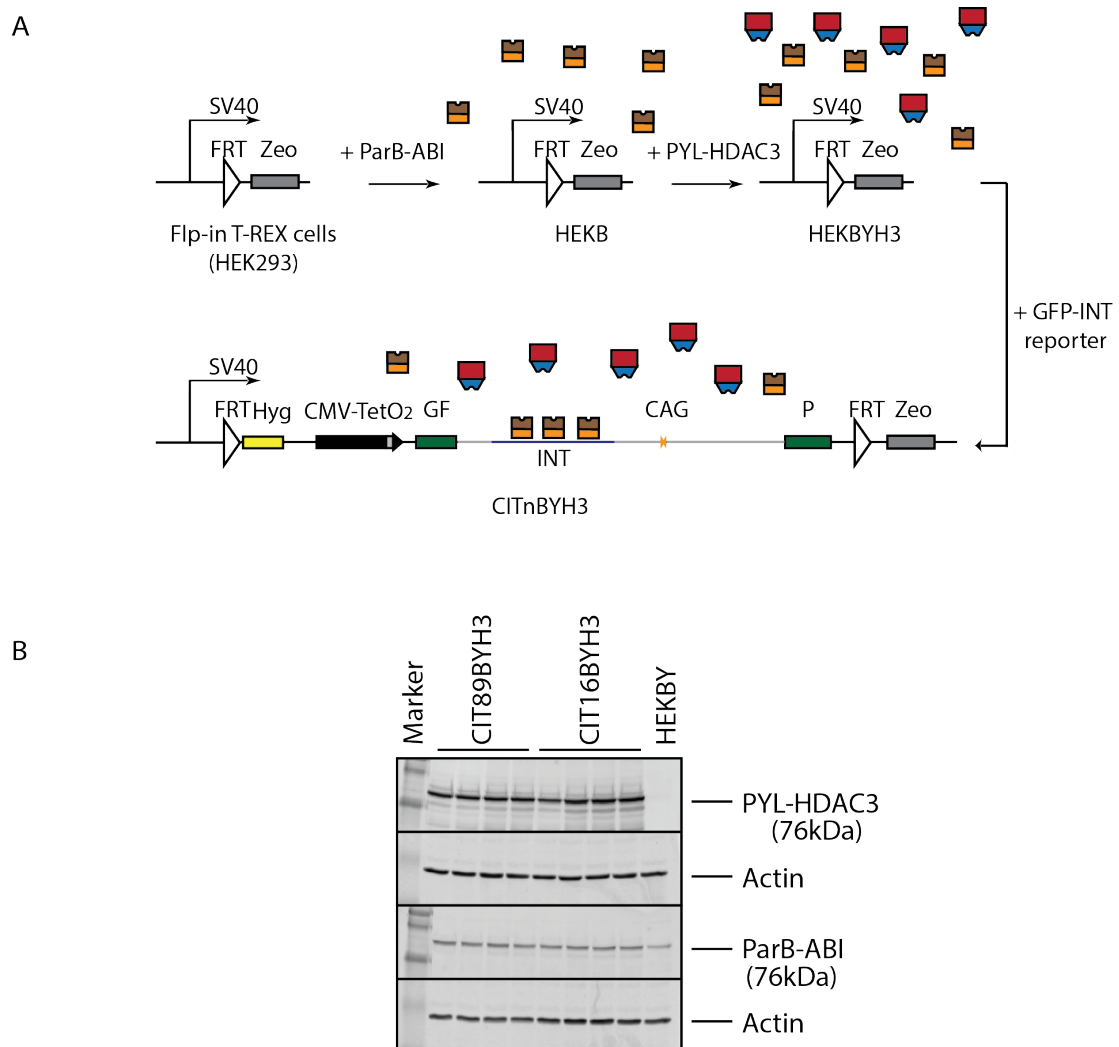 A
SV40
FRT Zeo
Flp-in T-REX cells
(HEK293)
+ ParB-ABI
SV40
FRT Zeo
HEKB
+ PYL-HDAC3
SV40
FRT Zeo
HEKBYH3
+ GFP-INT
reporter
SV40
FRT Hyg CMV-TetO2 GF INT CAG P FRT Zeo
CITnBYH3
B
Marker
CIT89BYH3
CIT16BYH3
HEKBY
PYL-HDAC3
(76kDa)
Actin
ParB-ABI
(76kDa)
Actin